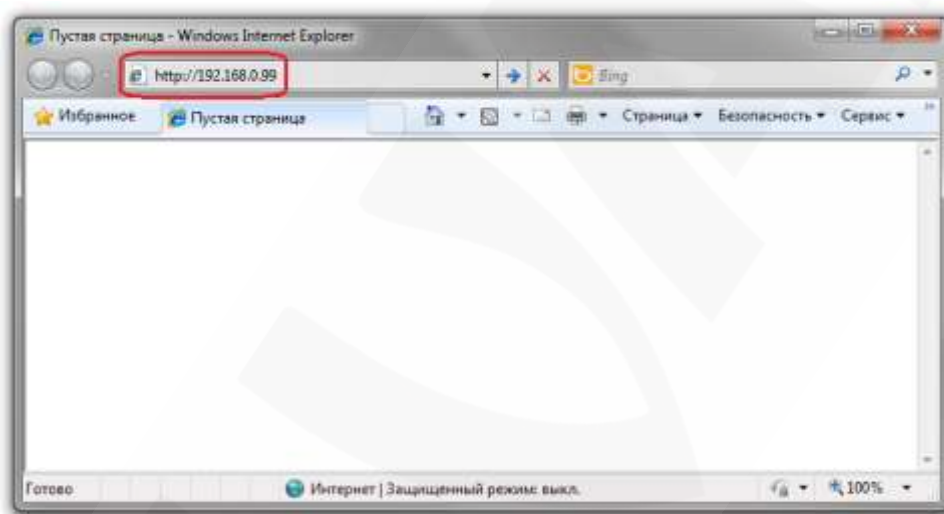 Пустая страница - Windows Internet Explorer
http://192.168.0.99
Bing
Избранное
Пустая страница
Страница
Безопасность
Сервис
Готово
Интернет | Защищенный режим: выкл.
100%